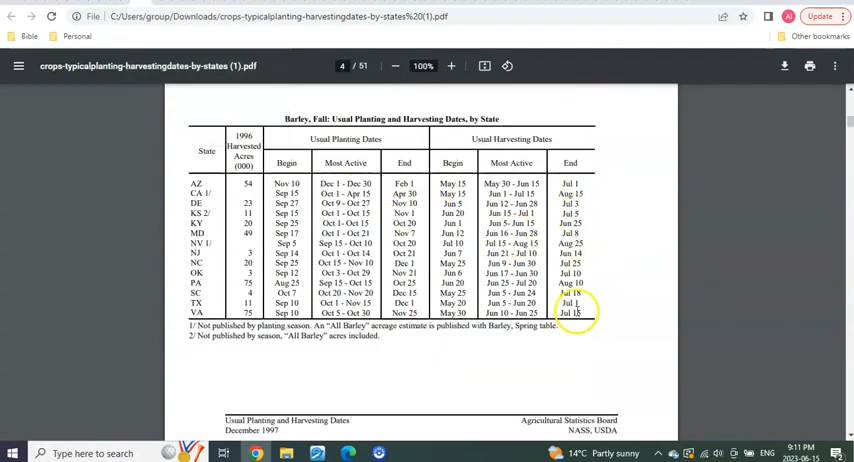 File C:/Users/group/Downloads/crops-typicalplanting-harvestingdates-by-states%20(1).pdf
AI Update
Bible Personal Other bookmarks
crops-typicalplanting-harvestingdates-by-states (1).pdf 4 / 51 100%
Barley, Fall: Usual Planting and Harvesting Dates, by State
State 1996 Harvested Acres (000) Usual Planting Dates Usual Harvesting Dates
Begin Most Active End Begin Most Active End
AZ 54 Nov 10 Dec 1 - Dec 30 Feb 1 May 15 May 30 - Jun 15 Jul 1
CA 1/ Sep 15 Oct 1 - Apr 15 Apr 30 May 15 Jun 1 - Jul 15 Aug 15
DE 23 Sep 27 Oct 9 - Oct 27 Nov 10 Jun 5 Jun 12 - Jun 28 Jul 3
KS 2/ 11 Sep 15 Oct 1 - Oct 15 Nov 1 Jun 20 Jun 15 - Jul 1 Jul 5
KY 20 Sep 25 Oct 1 - Oct 15 Oct 20 Jun 1 Jun 5- Jun 15 Jun 25
MD 49 Sep 17 Oct 1 - Oct 21 Nov 7 Jun 12 Jun 16 - Jun 28 Jul 8
NV 1/ Sep 5 Sep 15 - Oct 10 Oct 20 Jul 10 Jul 15 - Aug 15 Aug 25
NJ 3 Sep 14 Oct 1 - Oct 14 Oct 21 Jun 7 Jun 21 - Jul 10 Jun 14
NC 20 Sep 25 Oct 15 - Nov 10 Dec 1 May 25 Jun 9 - Jun 30 Jul 25
OK 3 Sep 12 Oct 3 - Oct 29 Nov 21 Jun 6 Jun 17 - Jun 30 Jul 10
PA 75 Aug 25 Sep 15 - Oct 15 Oct 25 Jun 20 Jun 25 - Jul 20 Aug 10
SC 4 Oct 7 Oct 20 - Nov 20 Dec 15 May 25 Jun 5 - Jun 24 Jul 18
TX 11 Sep 10 Oct 1 - Nov 15 Dec 1 May 20 Jun 5 - Jun 20 Jul 1
VA 75 Sep 10 Oct 5 - Oct 30 Nov 25 May 30 Jun 10 - Jun 25 Jul 15
1/ Not published by planting season. An “All Barley” acreage estimate is published with Barley, Spring table.
2/ Not published by season, “All Barley” acres included.
Usual Planting and Harvesting Dates Agricultural Statistics Board
December 1997 NASS, USDA
Type here to search 14°C Partly sunny ENG 9:11 PM
2023-06-15 2